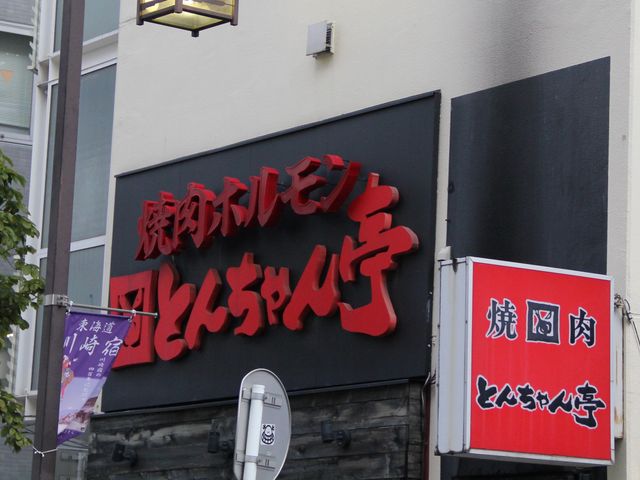 焼肉ホルモン
とんちゃん亭
焼肉
とんちゃん亭
東海道
川崎宿